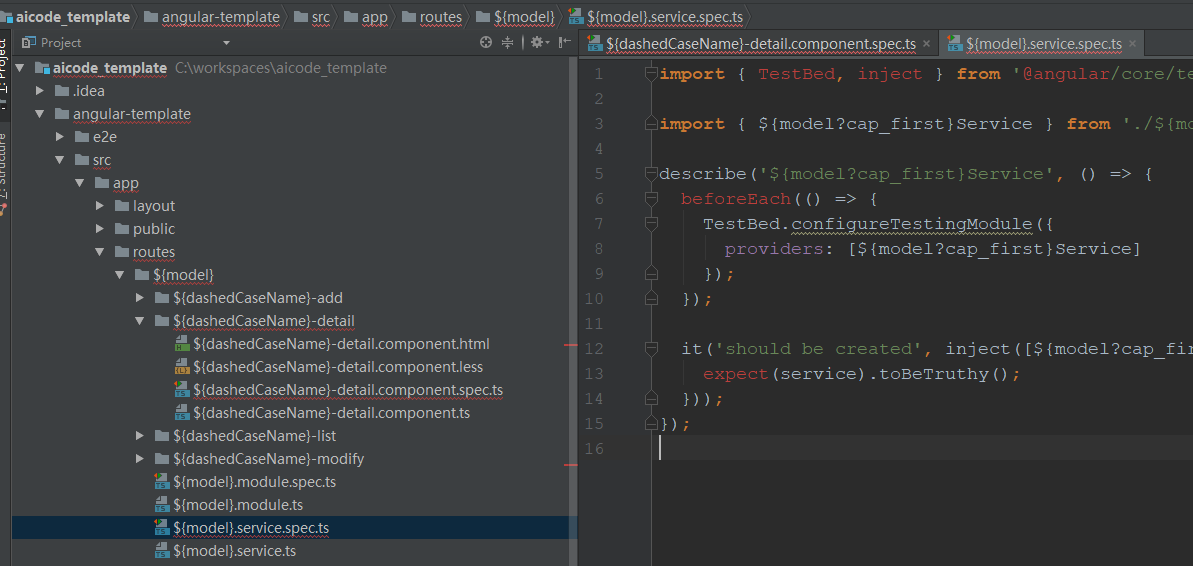 aicode_template angular-template src app routes ${model} ${model}.service.spec.ts
Project
${dashedCaseName}-detail.component.spec.ts × ${model}.service.spec.ts ×
1: Project
Z: Structure
aicode_template C:\workspaces\aicode_template
.idea
angular-template
e2e
src
app
layout
public
routes
${model}
${dashedCaseName}-add
${dashedCaseName}-detail
${dashedCaseName}-detail.component.html
${dashedCaseName}-detail.component.less
${dashedCaseName}-detail.component.spec.ts
${dashedCaseName}-detail.component.ts
${dashedCaseName}-list
${dashedCaseName}-modify
${model}.module.spec.ts
${model}.module.ts
${model}.service.spec.ts
${model}.service.ts
1 import { TestBed, inject } from '@angular/core/te
2
3 import { ${model?cap_first}Service } from './${mo
4
5 describe('${model?cap_first}Service', () => {
6 beforeEach(() => {
7 TestBed.configureTestingModule({
8 providers: [${model?cap_first}Service]
9 });
10 });
11
12 it('should be created', inject([${model?cap_fir
13 expect(service).toBeTruthy();
14 }));
15 });
16